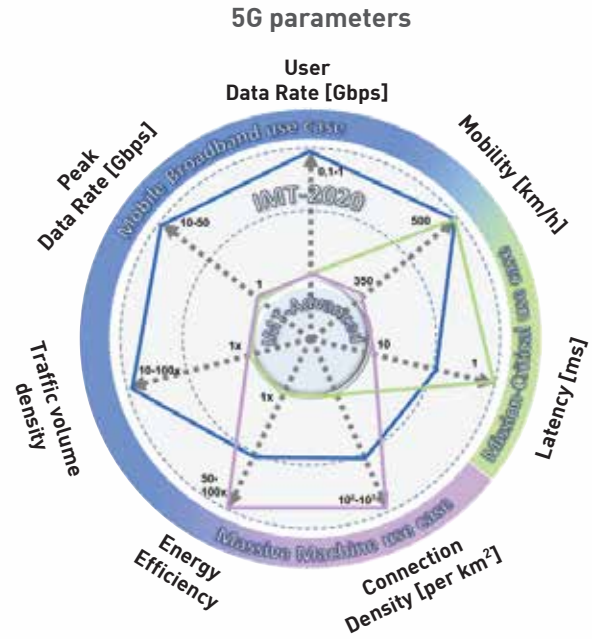 5G parameters
User
Data Rate [Gbps]
Peak
Data Rate [Gbps]
Mobility [km/h]
Mobile Broadband use case
0,1-1
IMT-2020
10-50
500
1
350
IMT-Advanced
Mission-Critical use case
1x
10
10-100x
1
Traffic volume
density
Latency [ms]
1x
50-
100x
Massive Machine use case
Energy
Efficiency
Connection
Density [per km²]